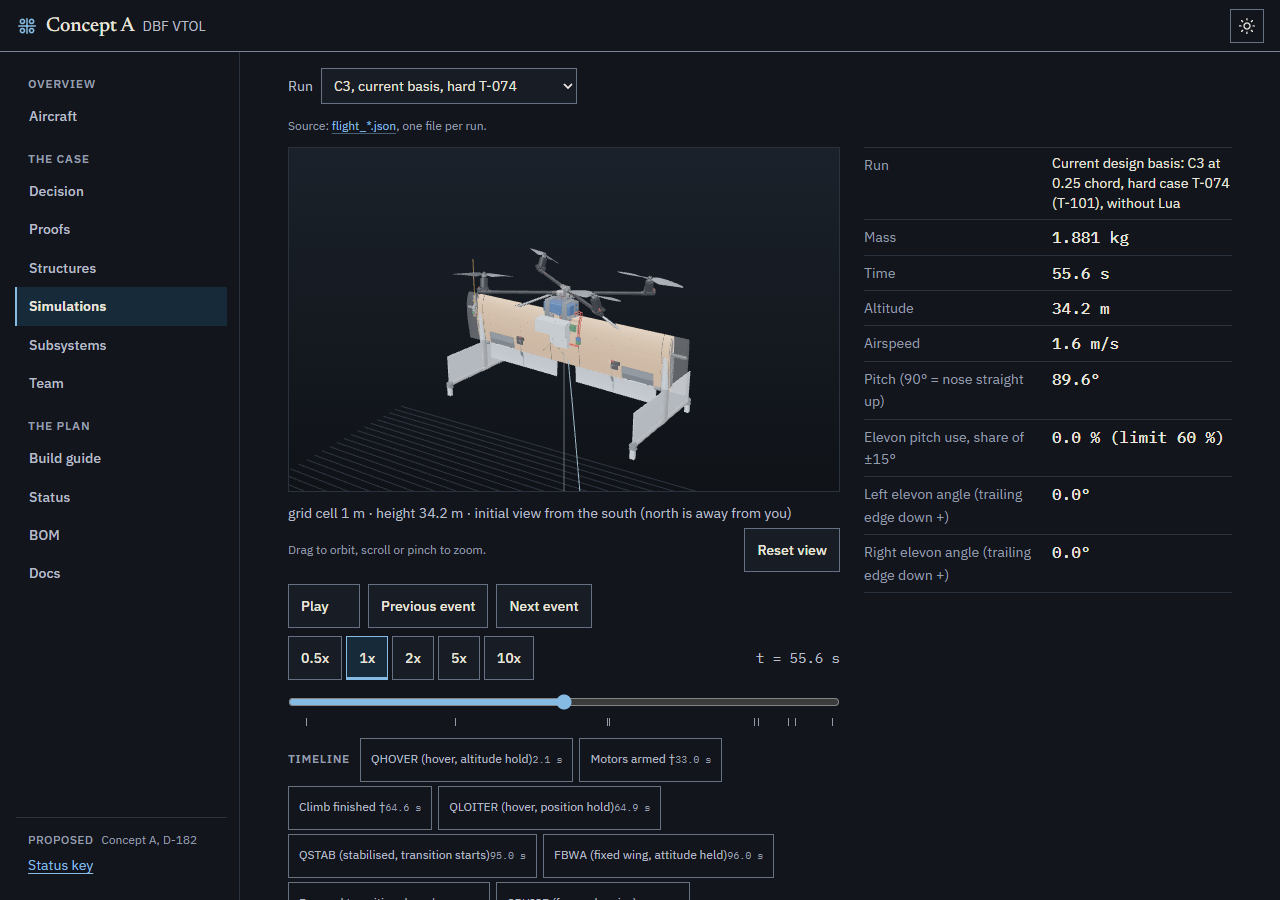 Concept A DBF VTOL
OVERVIEW
Aircraft
THE CASE
Decision
Proofs
Structures
Simulations
Subsystems
Team
THE PLAN
Build guide
Status
BOM
Docs
PROPOSED Concept A, D-182
Status key
Run C3, current basis, hard T-074
Source: flight_*.json, one file per run.
grid cell 1 m · height 34.2 m · initial view from the south (north is away from you)
Drag to orbit, scroll or pinch to zoom.
Reset view
Play Previous event Next event
0.5x 1x 2x 5x 10x t = 55.6 s
TIMELINE QHOVER (hover, altitude hold)2.1 s Motors armed †33.0 s
Climb finished †64.6 s QLOITER (hover, position hold)64.9 s
QSTAB (stabilised, transition starts)95.0 s FBWA (fixed wing, attitude held)96.0 s
Run Current design basis: C3 at
0.25 chord, hard case T-074
(T-101), without Lua
Mass 1.881 kg
Time 55.6 s
Altitude 34.2 m
Airspeed 1.6 m/s
Pitch (90° = nose straight
up) 89.6°
Elevon pitch use, share of
±15° 0.0 % (limit 60 %)
Left elevon angle (trailing
edge down +) 0.0°
Right elevon angle (trailing
edge down +) 0.0°